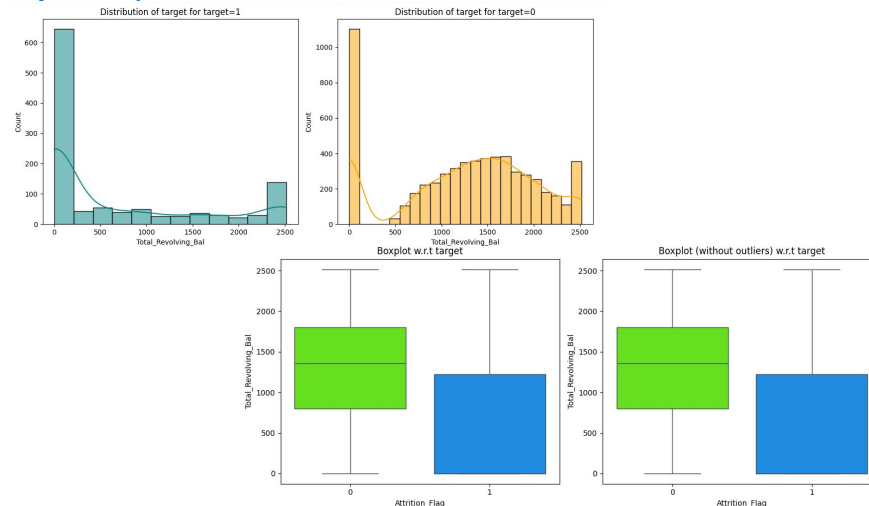 Distribution of target for target=1
Distribution of target for target=0
Count
600
500
400
300
200
100
0
0 500 1000 1500 2000 2500
Total_Revolving_Bal
Count
1000
800
600
400
200
0
0 500 1000 1500 2000 2500
Total_Revolving_Bal
Boxplot w.r.t target
Boxplot (without outliers) w.r.t target
Total_Revolving_Bal
2500
2000
1500
1000
500
0
0 1
Attrition_Flag
Total_Revolving_Bal
2500
2000
1500
1000
500
0
0 1
Attrition_Flag